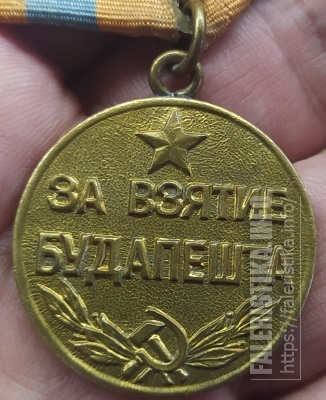 ЗА ВЗЯТИЕ
БУДАПЕШТА
FALERISTIKA.INFO
https://faleristika.info/